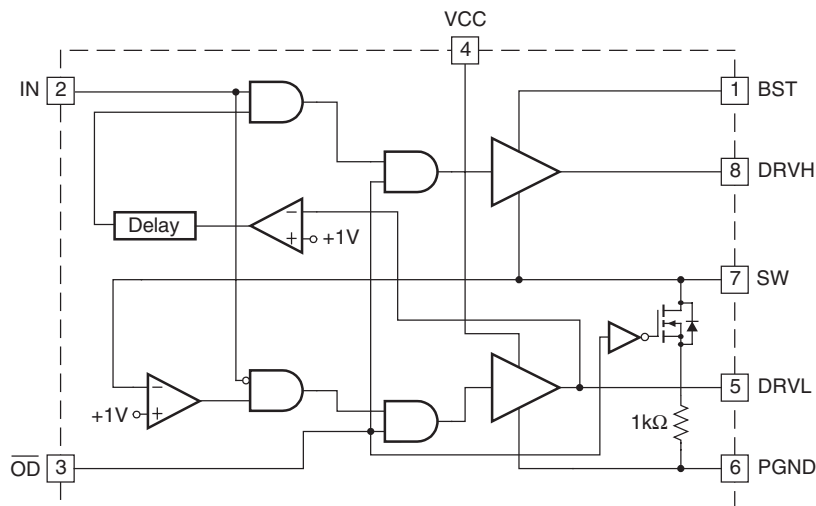 VCC
4
IN 2
1 BST
8 DRVH
Delay
−
+ +1V
7 SW
−
+1V +
5 DRVL
1kΩ
O̅D̅ 3
6 PGND